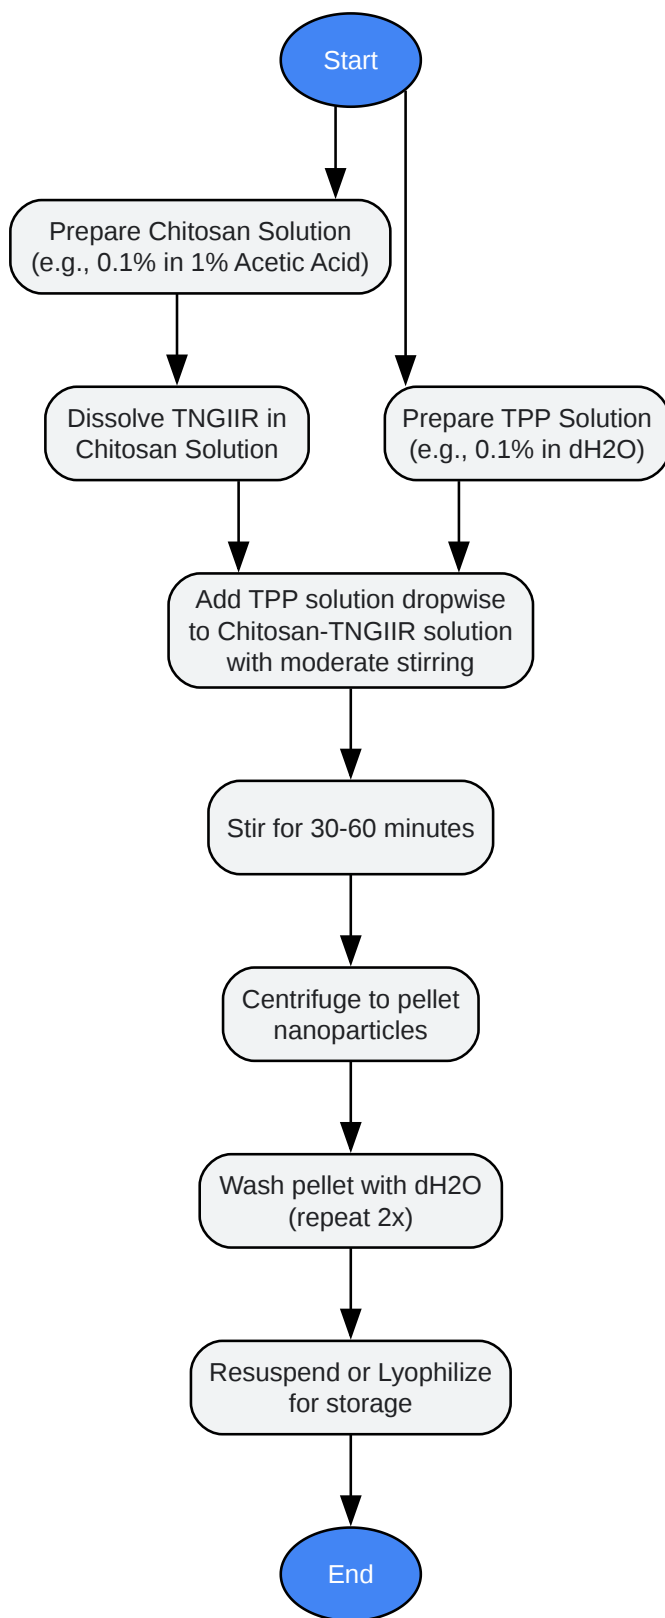 Start
Prepare Chitosan Solution
(e.g., 0.1% in 1% Acetic Acid)
Dissolve TNGIIR in
Chitosan Solution
Prepare TPP Solution
(e.g., 0.1% in dH2O)
Add TPP solution dropwise
to Chitosan-TNGIIR solution
with moderate stirring
Stir for 30-60 minutes
Centrifuge to pellet
nanoparticles
Wash pellet with dH2O
(repeat 2x)
Resuspend or Lyophilize
for storage
End